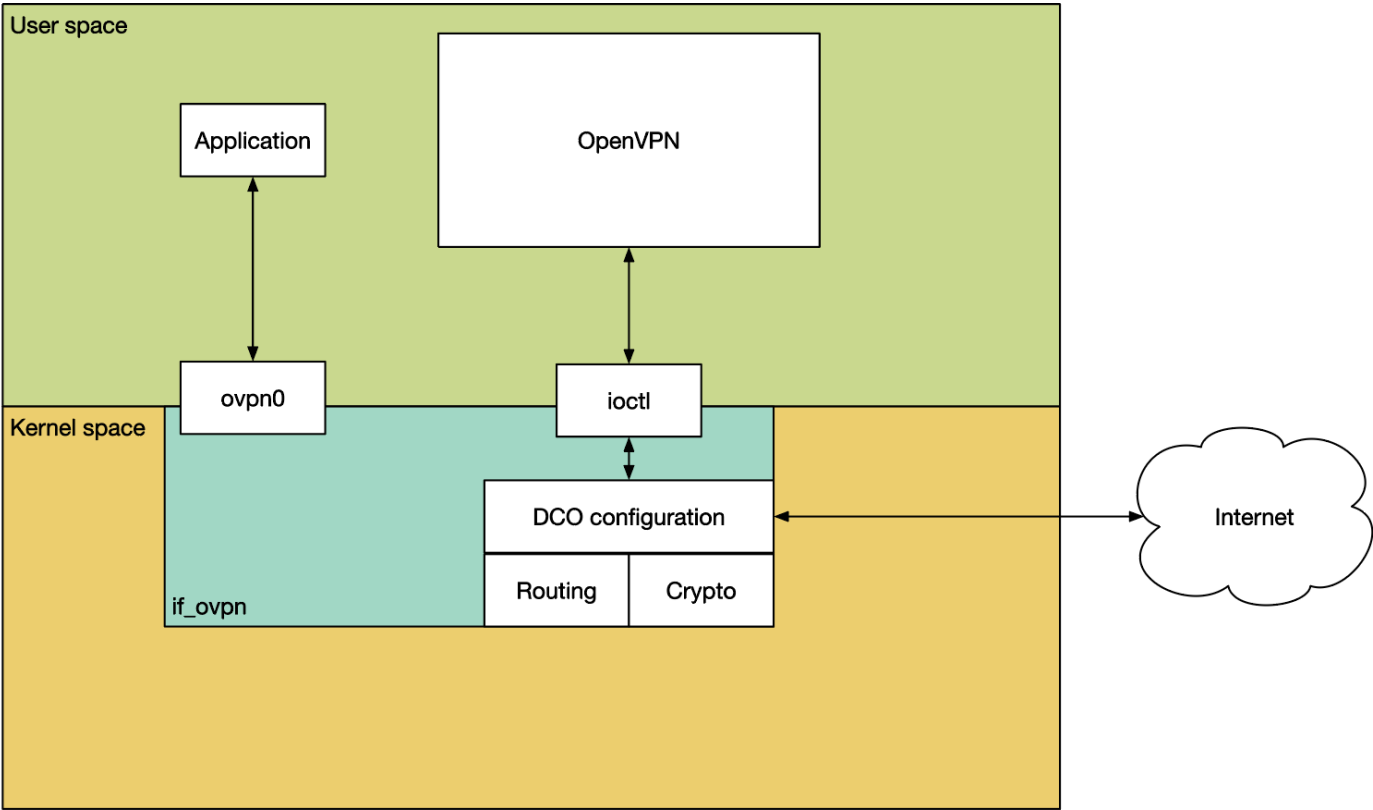 User space
Application
OpenVPN
ovpn0
ioctl
Kernel space
DCO configuration
Internet
Routing
Crypto
if_ovpn